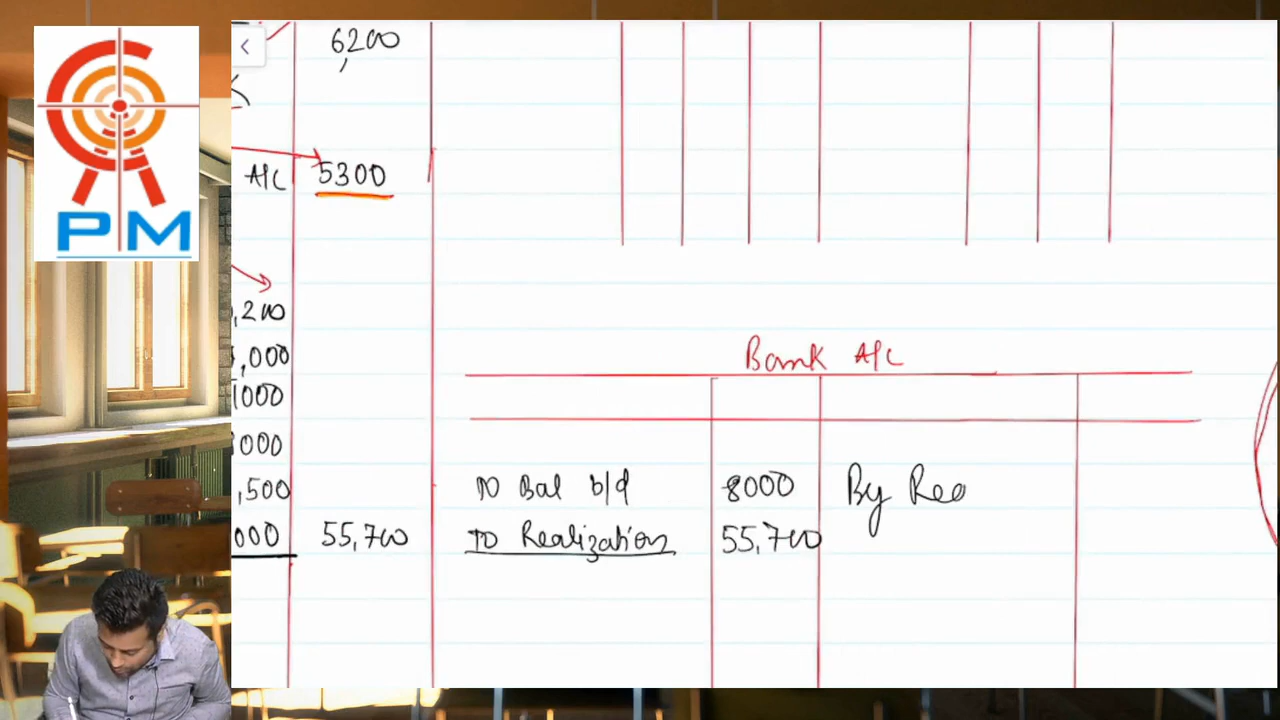 PM
6200
A/C 5300
,200
,000
1000
000
,500
000 55,700
Bank A/C
TO Bal b/d 8000 By Rea
TO Realization 55,700